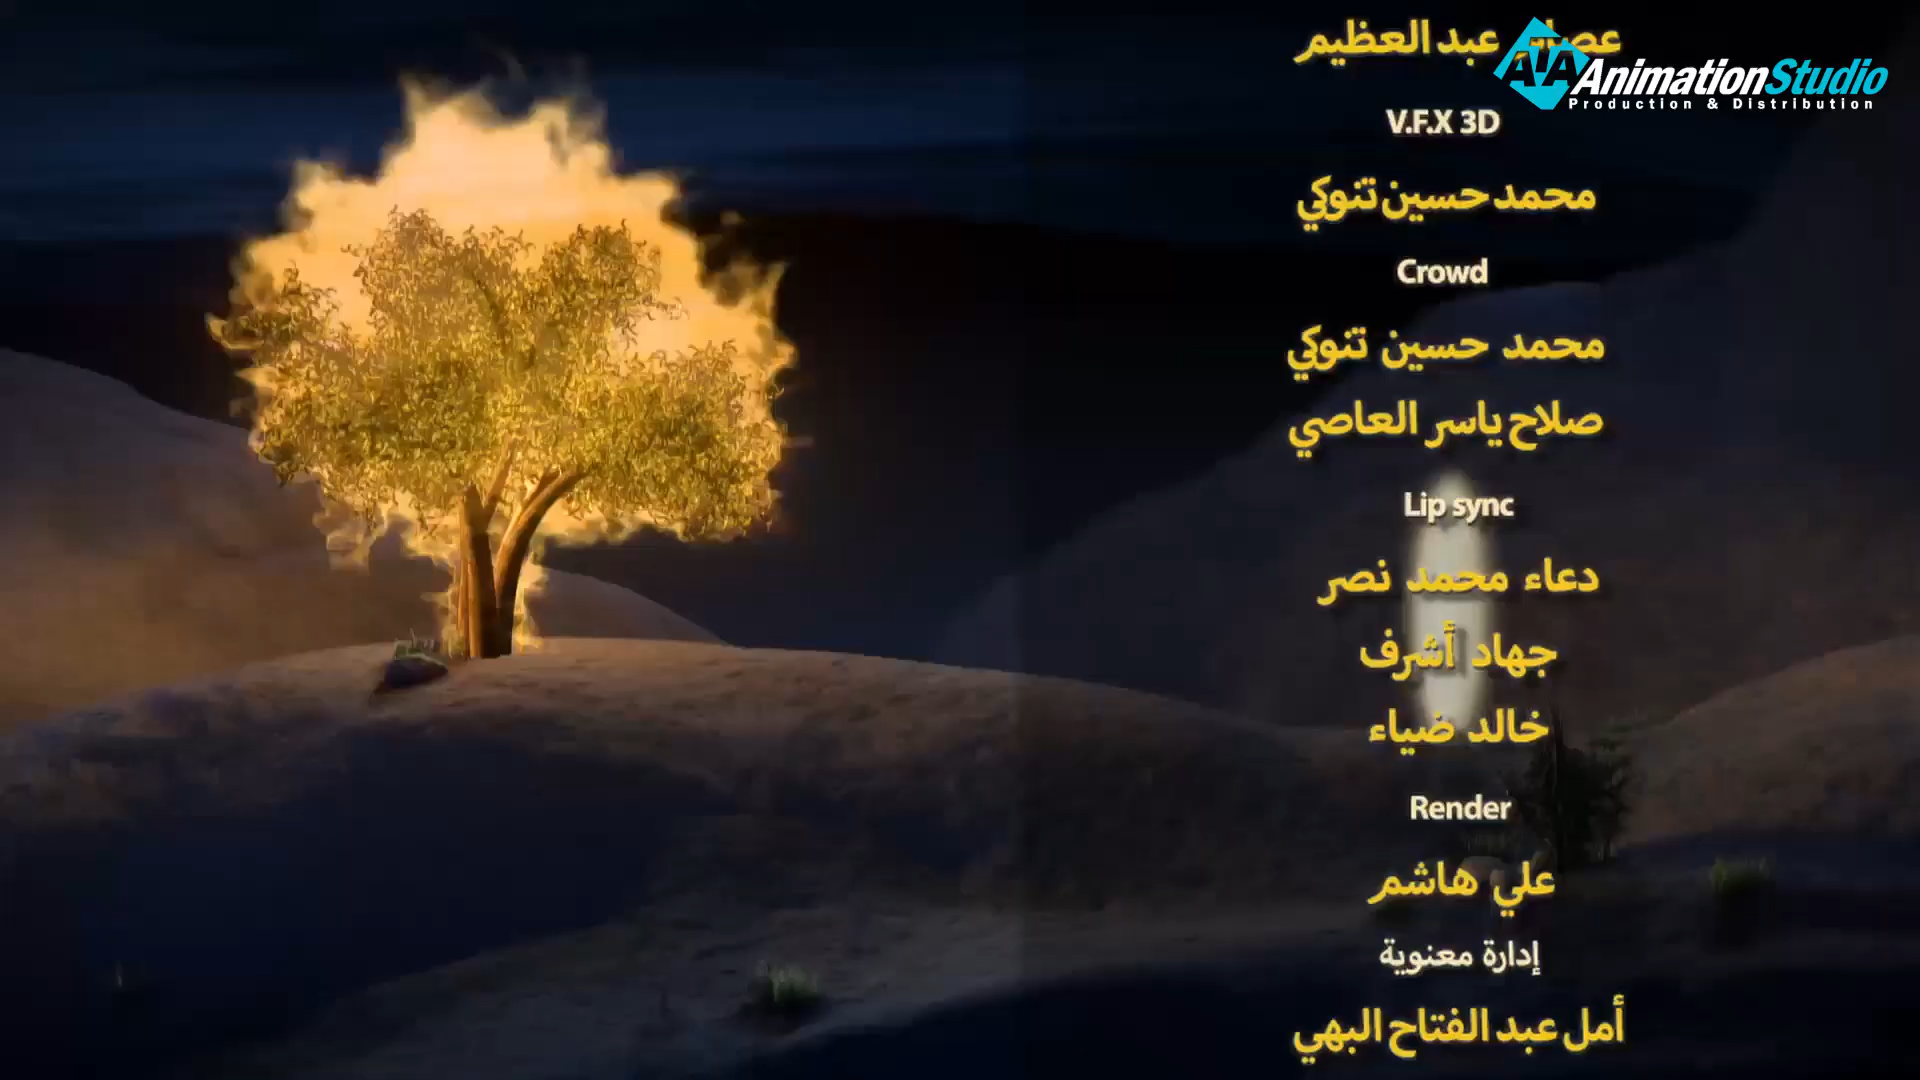 عبد العظيم
AA AnimationStudio
Production & Distribution
V.F.X 3D
محمد حسين تنوكي
Crowd
محمد حسين تنوكي
صلاح ياسر العاصي
Lip sync
دعاء محمد نصر
جهاد أشرف
خالد ضياء
Render
علي هاشم
إدارة معنوية
أمل عبد الفتاح البهي